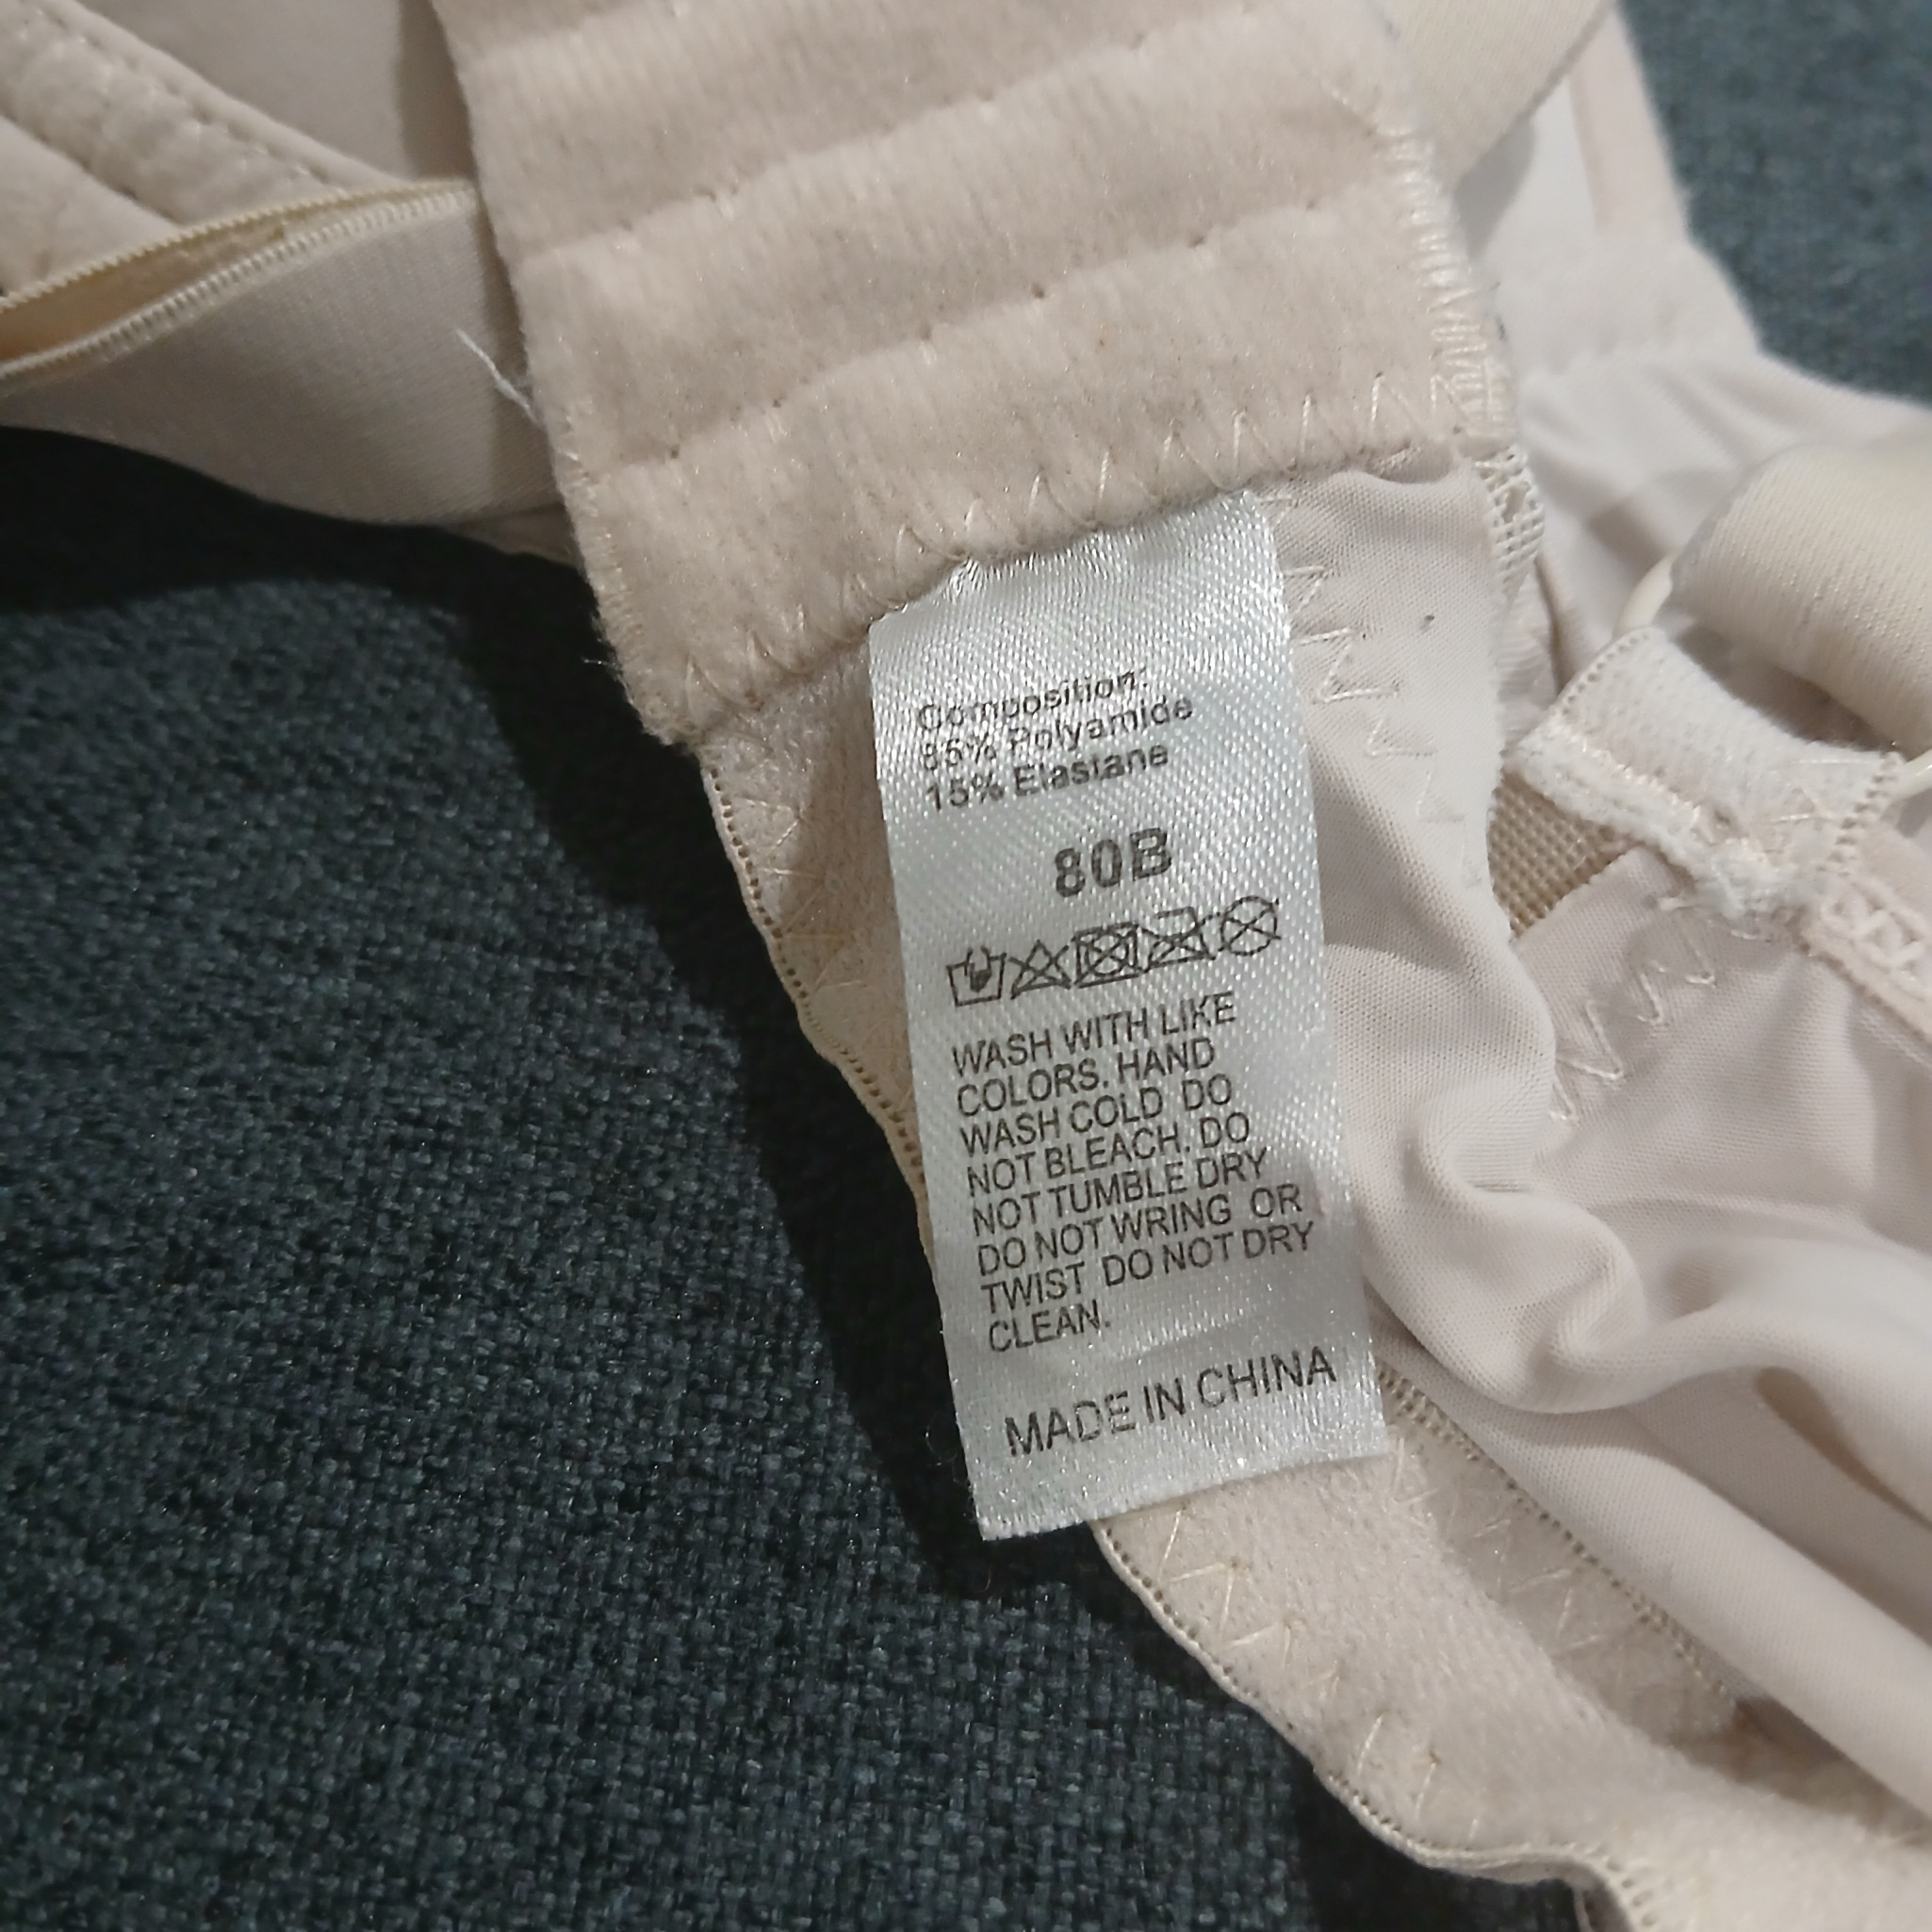 Composition:
85% Polyamide
15% Elastane
80B
WASH WITH LIKE
COLORS. HAND
WASH COLD DO
NOT BLEACH. DO
NOT TUMBLE DRY
DO NOT WRING OR
TWIST DO NOT DRY
CLEAN.
MADE IN CHINA